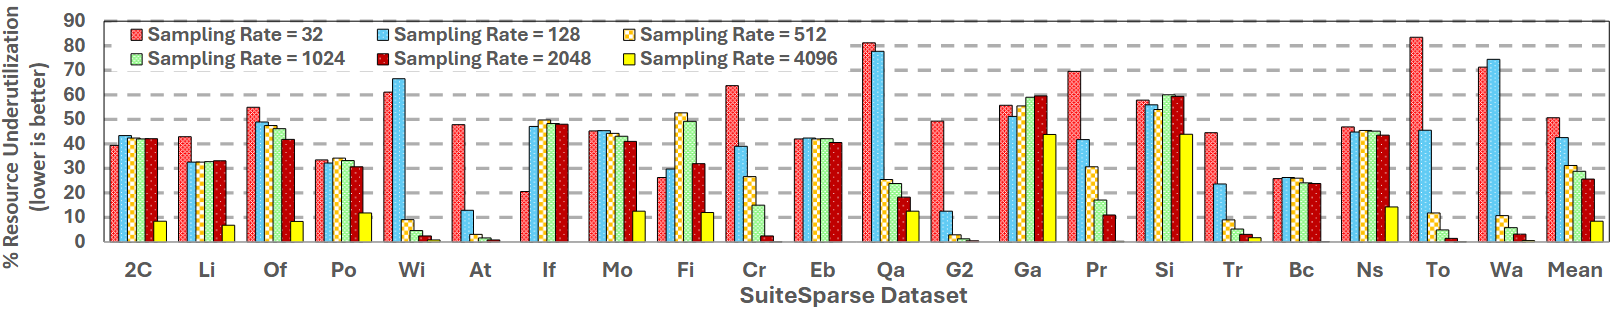 % Resource Underutilization
(lower is better)
90
80
70
60
50
40
30
20
10
0
Sampling Rate = 32
Sampling Rate = 128
Sampling Rate = 512
Sampling Rate = 1024
Sampling Rate = 2048
Sampling Rate = 4096
2C Li Of Po Wi At If Mo Fi Cr Eb Qa G2 Ga Pr Si Tr Bc Ns To Wa Mean
SuiteSparse Dataset